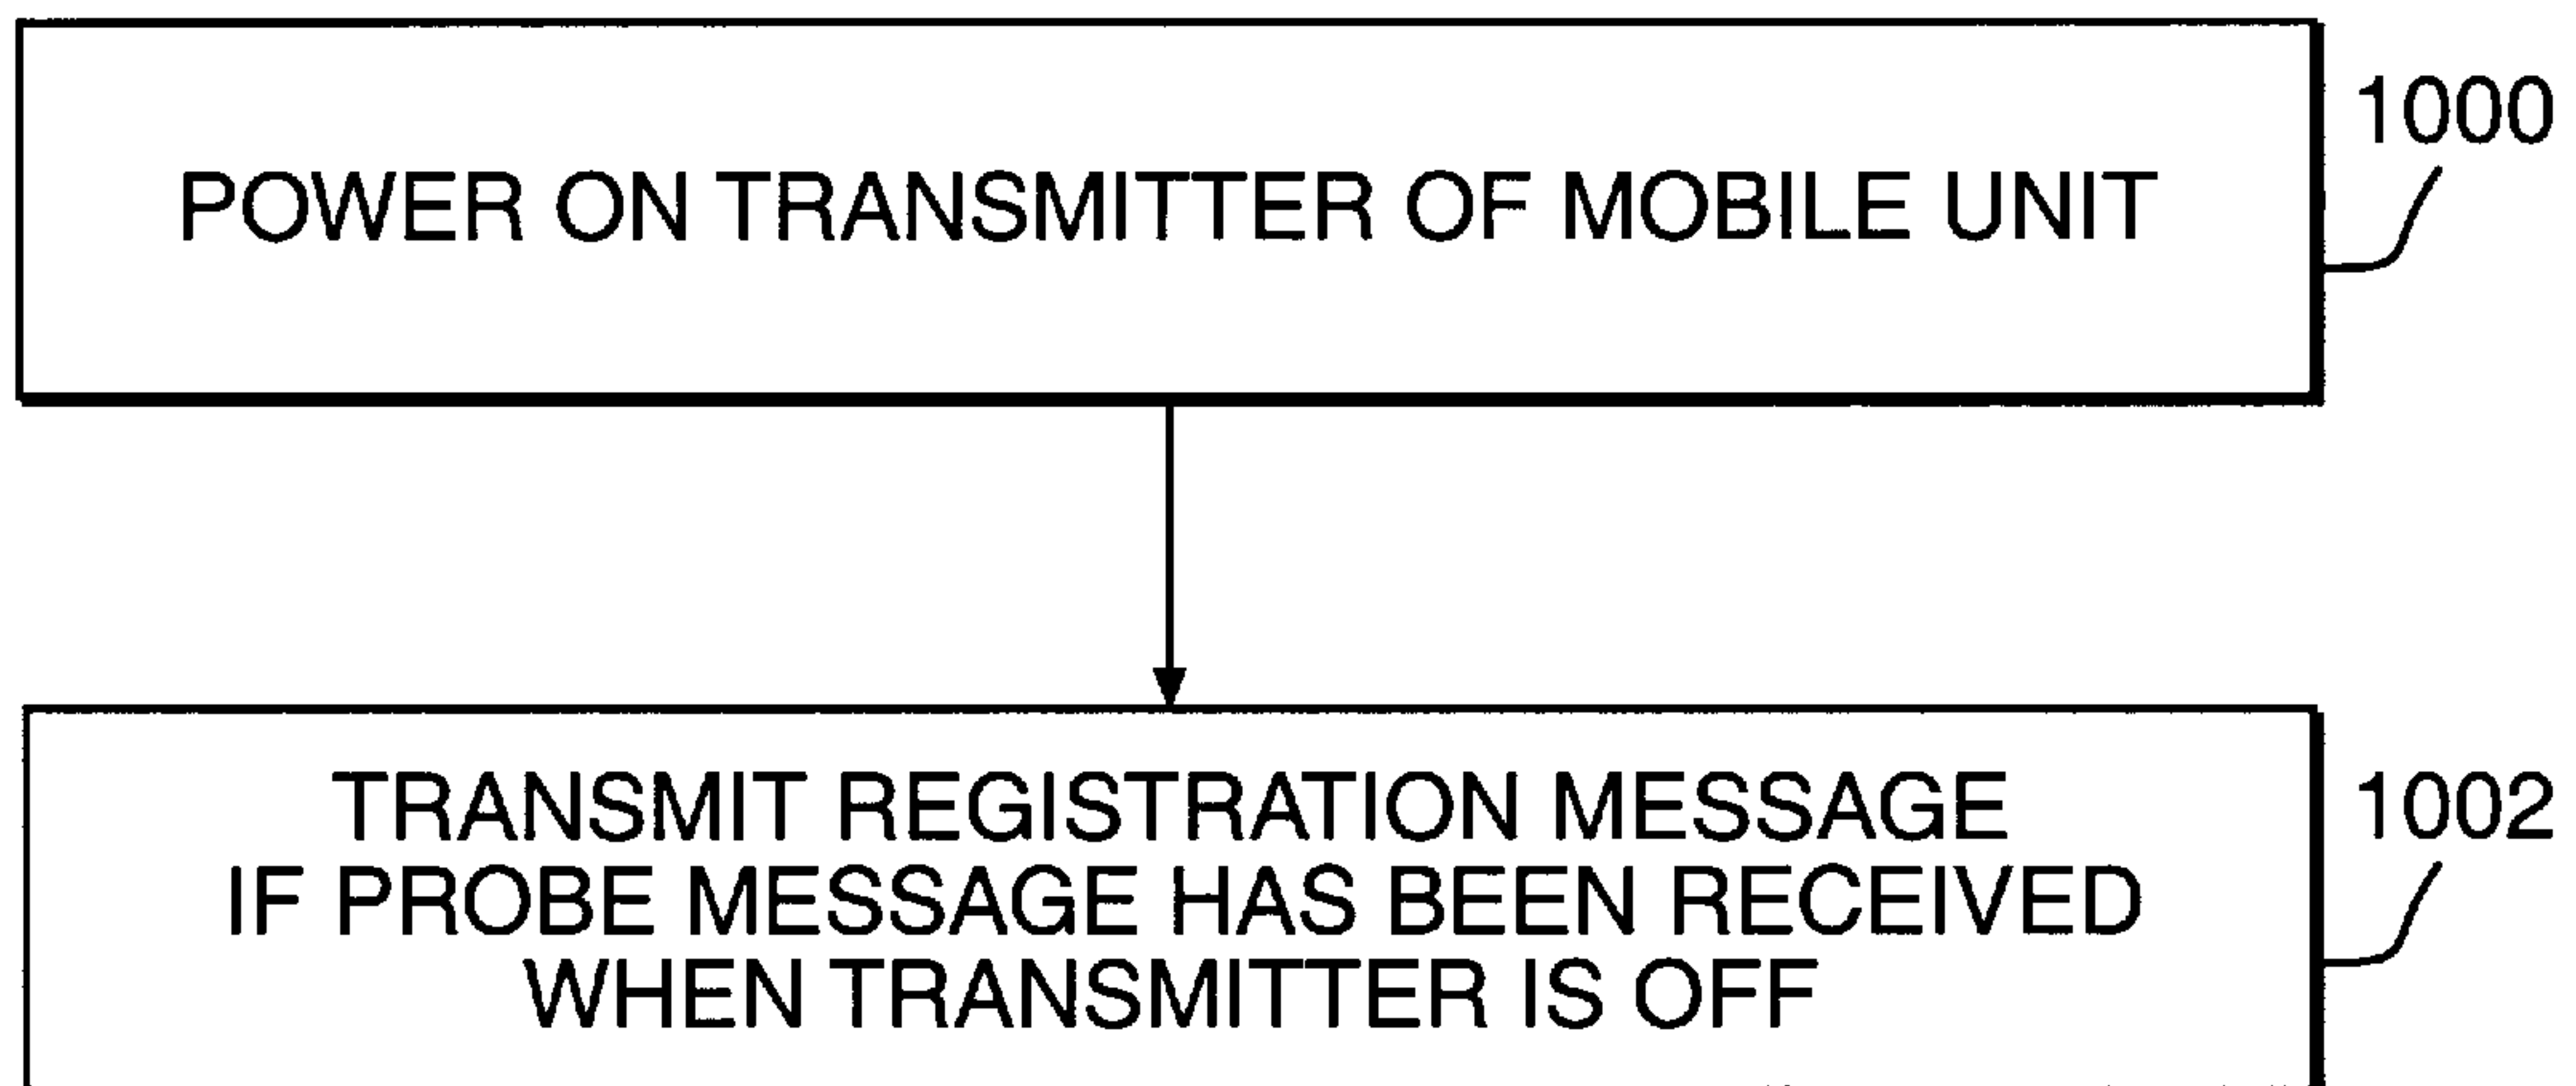 POWER ON TRANSMITTER OF MOBILE UNIT
1000
TRANSMIT REGISTRATION MESSAGE
IF PROBE MESSAGE HAS BEEN RECEIVED
WHEN TRANSMITTER IS OFF
1002